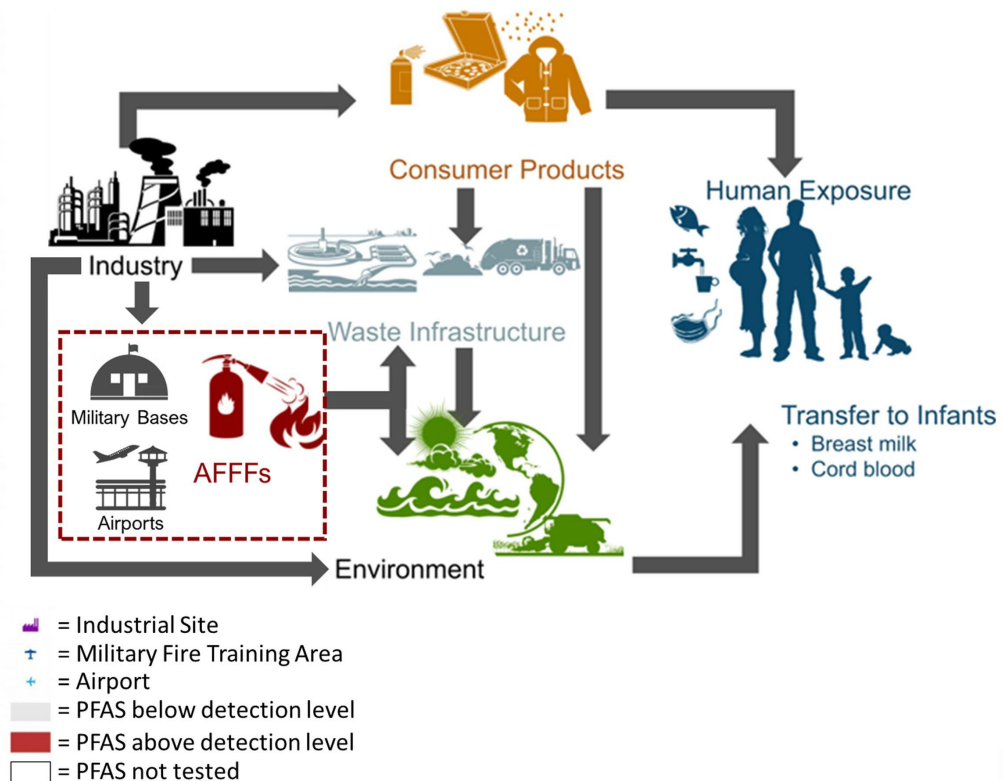 Consumer Products
Human Exposure
Industry
Waste Infrastructure
Military Bases
AFFFs
Airports
Transfer to Infants
• Breast milk
• Cord blood
Environment
= Industrial Site
= Military Fire Training Area
= Airport
= PFAS below detection level
= PFAS above detection level
= PFAS not tested